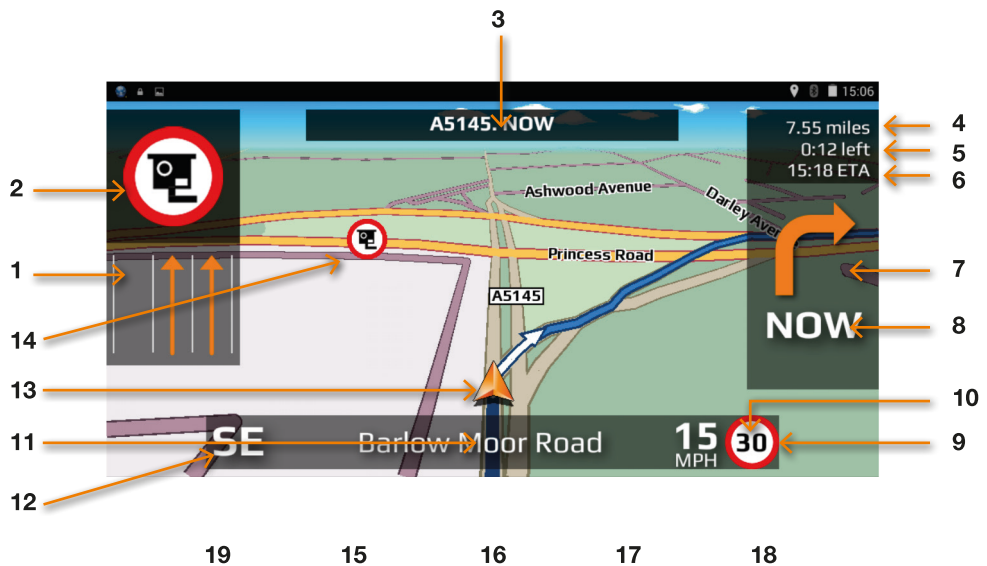 3
15:06
A5145. NOW
7.55 miles
4
0:12 left
5
15:18 ETA
6
2
Ashwood Avenue
Darley Aven
1
Princess Road
7
A5145
14
NOW
8
13
10
11
SE
Barlow Moor Road
15
MPH
30
9
12
19
15
16
17
18